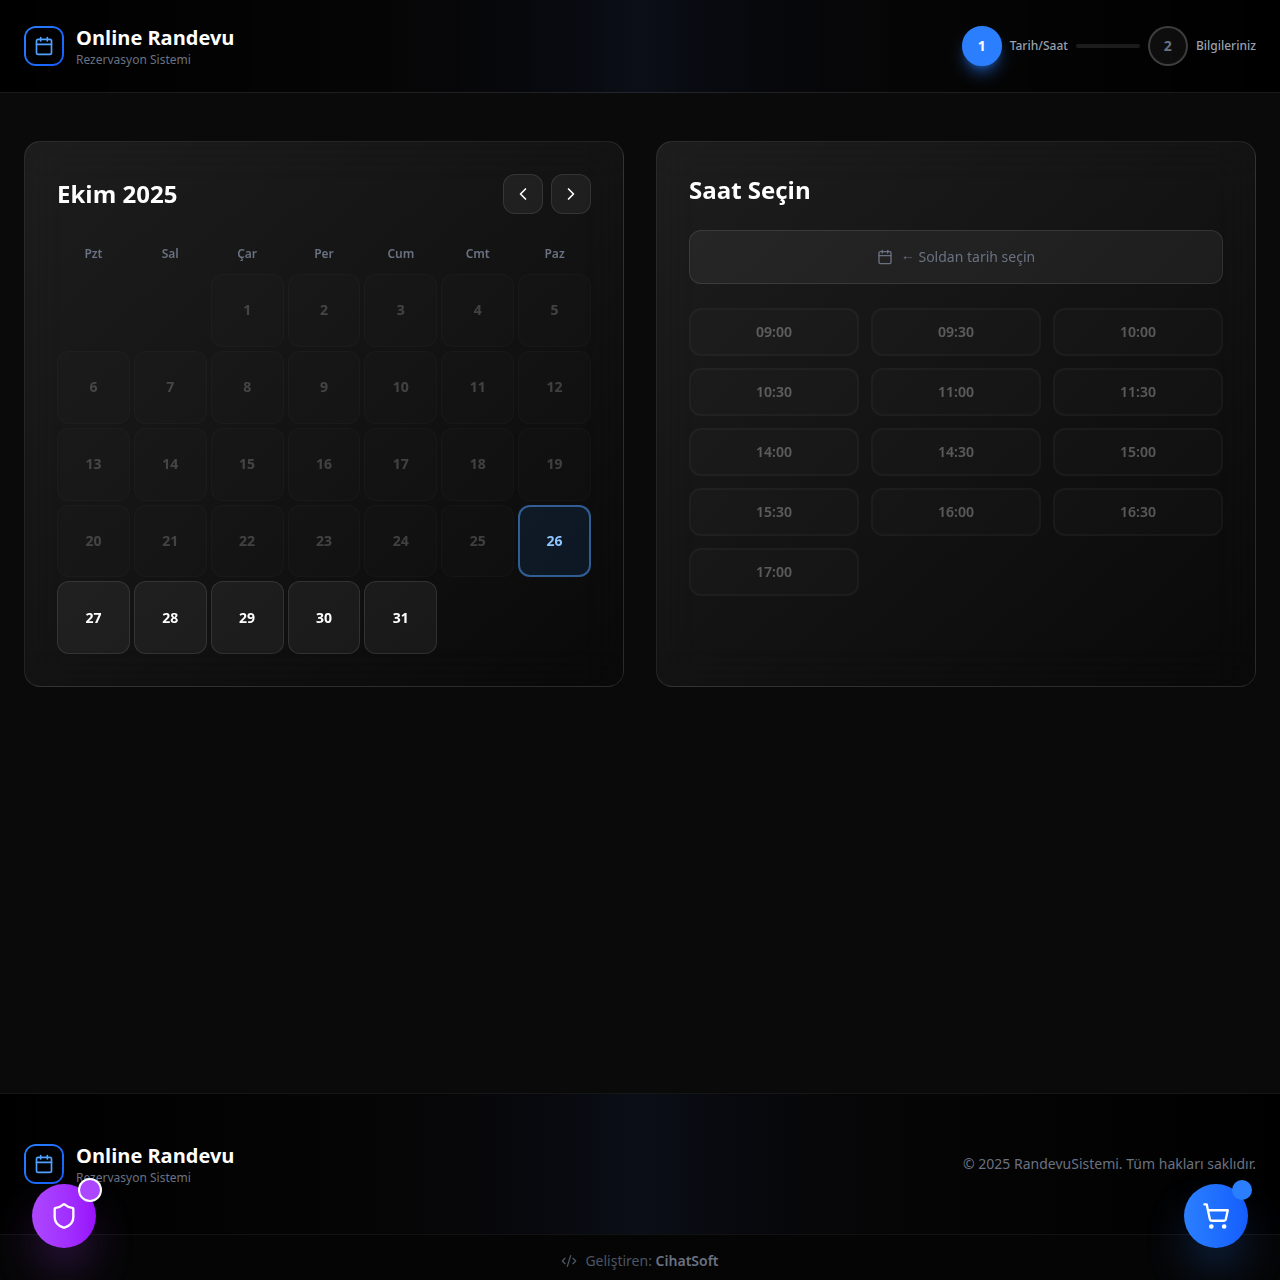 Online Randevu
Rezervasyon Sistemi
1 Tarih/Saat 2 Bilgileriniz
Ekim 2025
Pzt Sal Çar Per Cum Cmt Paz
1 2 3 4 5
6 7 8 9 10 11 12
13 14 15 16 17 18 19
20 21 22 23 24 25 26
27 28 29 30 31
Saat Seçin
← Soldan tarih seçin
09:00 09:30 10:00
10:30 11:00 11:30
14:00 14:30 15:00
15:30 16:00 16:30
17:00
Online Randevu
Rezervasyon Sistemi
© 2025 RandevuSistemi. Tüm hakları saklıdır.
Geliştiren: CihatSoft